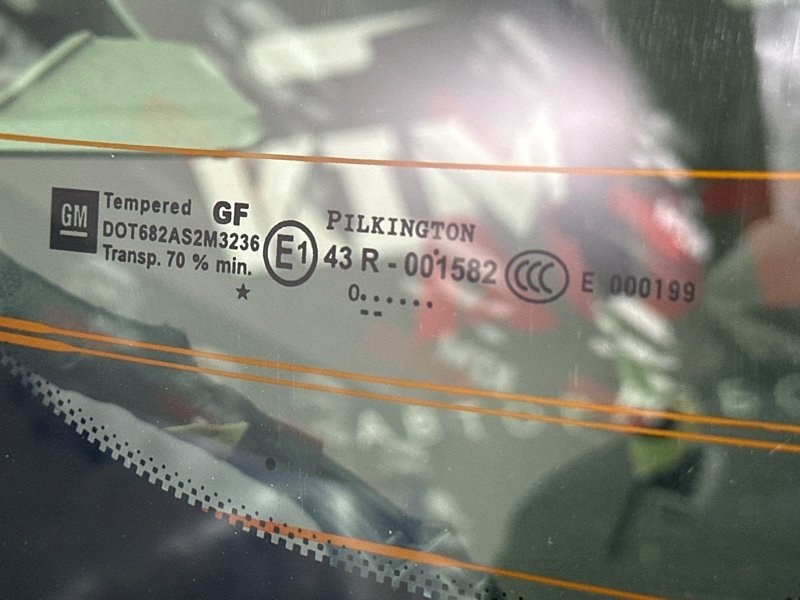 GM
Tempered GF
DOT682AS2M3236
Transp. 70 % min.
E1
PILKINGTON
43 R - 001582
0......
CCC
E 000199